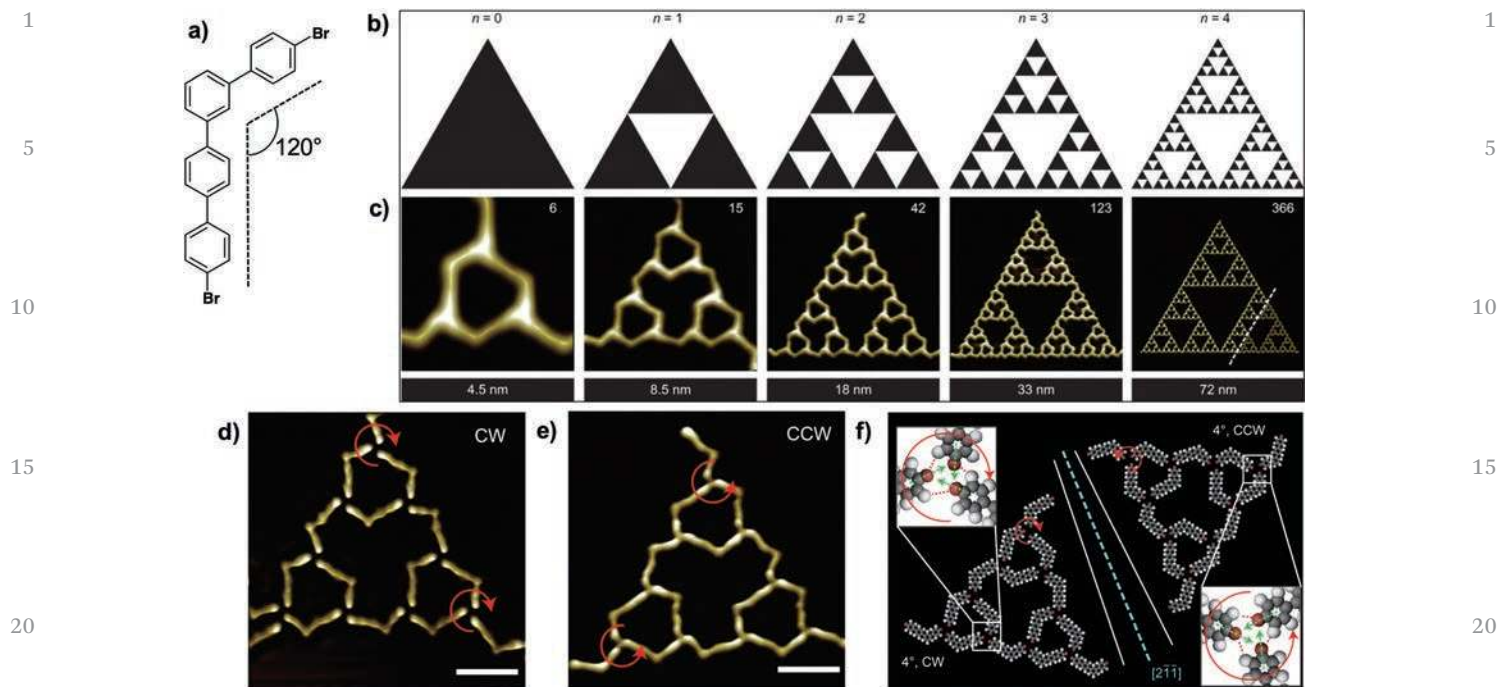 1
1
5
5
10
10
15
15
20
20
a)
Br
120°
Br
b)
n=0
n=1
n=2
n=3
n=4
c)
6
15
42
123
366
4.5 nm
8.5 nm
18 nm
33 nm
72 nm
d)
CW
e)
CCW
f)
4°, CCW
4°, CW
[21̅1̅]